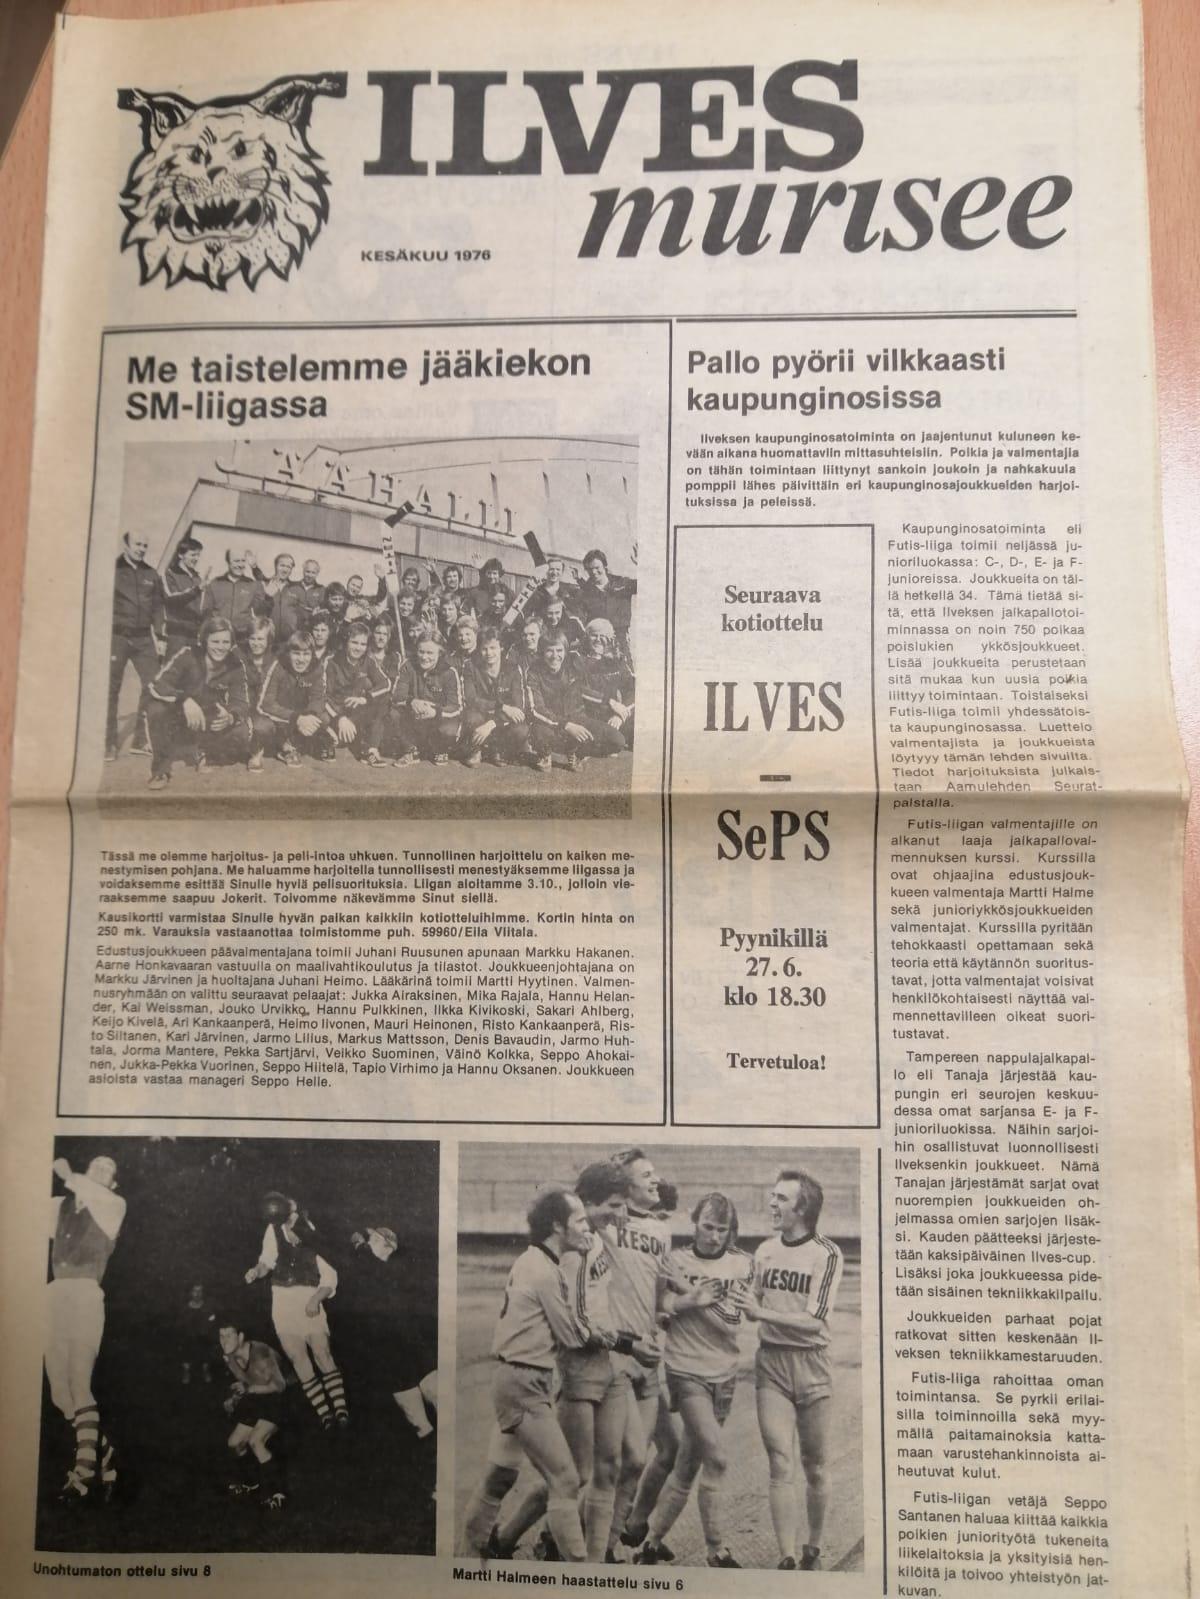 ILVES
murisee
KESÄKUU 1976
Me taistelemme jääkiekon
SM-liigassa
JÄÄHALLI
Tässä me olemme harjoitus- ja peli-intoa uhkuen. Tunnollinen harjoittelu on kaiken me-
nestymisen pohjana. Me haluamme harjoitella tunnollisesti menestyäksemme liigassa ja
voidaksemme esittää Sinulle hyviä pelisuorituksia. Liigan aloitamme 3.10., jolloin vie-
raaksemme saapuu Jokerit. Toivomme näkevämme Sinut siellä.
Kausikortti varmistaa Sinulle hyvän paikan kaikkiin kotiotteluihimme. Kortin hinta on
250 mk. Varauksia vastaanottaa toimistomme puh. 59960/Eila Viitala.
Edustusjoukkueen päävalmentajana toimii Juhani Ruusunen apunaan Markku Hakanen.
Aarne Honkavaaran vastuulla on maalivahtikoulutus ja tilastot. Joukkueenjohtajana on
Markku Järvinen ja huoltajana Juhani Heimo. Lääkärinä toimii Martti Hyytinen. Valmen-
nusryhmään on valittu seuraavat pelaajat: Jukka Airaksinen, Mika Rajala, Hannu Helan-
der, Kai Weissman, Jouko Urvikko, Hannu Pulkkinen, Ilkka Kivikoski, Sakari Ahlberg,
Keijo Kivelä, Ari Kankaanperä, Heimo Ilvonen, Mauri Heinonen, Risto Kankaanperä, Ris-
to Siltanen, Kari Järvinen, Jarmo Lilius, Markus Mattsson, Denis Bavaudin, Jarmo Huh-
tala, Jorma Mantere, Pekka Sartjärvi, Veikko Suominen, Väinö Kolkka, Seppo Ahokai-
nen, Jukka-Pekka Vuorinen, Seppo Hiitelä, Tapio Virhimo ja Hannu Oksanen. Joukkueen
asioista vastaa manageri Seppo Helle.
Pallo pyörii vilkkaasti
kaupunginosissa
Ilveksen kaupunginosatoiminta on jaajentunut kuluneen ke-
vään aikana huomattaviin mittasuhteisiin. Poikia ja valmentajia
on tähän toimintaan liittynyt sankoin joukoin ja nahkakuula
pomppii lähes päivittäin eri kaupunginosajoukkueiden harjoi-
tuksissa ja peleissä.
Seuraava
kotiottelu
ILVES
–
SePS
Pyynikillä
27.6.
klo 18.30
Tervetuloa!
Kaupunginosatoiminta eli
Futis-liiga toimii neljässä ju-
nioriluokassa: C-, D-, E- ja F-
junioreissa. Joukkueita on täl-
lä hetkellä 34. Tämä tietää si-
tä, että Ilveksen jalkapallotoi-
minnassa on noin 750 poikaa
poislukien ykkösjoukkueet.
Lisää joukkueita perustetaan
sitä mukaa kun uusia poikia
liittyy toimintaan. Toistaiseksi
Futis-liiga toimii yhdessätois-
ta kaupunginosassa. Luettelo
valmentajista ja joukkueista
löytyyy tämän lehden sivuilta.
Tiedot harjoituksista julkais-
taan Aamulehden Seurat-
palstalla.
Futis-liigan valmentajille on
alkanut laaja jalkapalloval-
mennuksen kurssi. Kurssilla
ovat ohjaajina edustusjouk-
kueen valmentaja Martti Halme
sekä junioriykkösjoukkueiden
valmentajat. Kurssilla pyritään
tehokkaasti opettamaan sekä
teoria että käytännön suoritus-
tavat, jotta valmentajat voisivat
henkilökohtaisesti näyttää val-
mennettavilleen oikeat suori-
tustavat.
Tampereen nappulajalkapal-
lo eli Tanaja järjestää kau-
pungin eri seurojen keskuu-
dessa omat sarjansa E- ja F-
junioriluokissa. Näihin sarjoi-
hin osallistuvat luonnollisesti
Ilveksenkin joukkueet. Nämä
Tanajan järjestämät sarjat ovat
nuorempien joukkueiden oh-
jelmassa omien sarjojen lisäk-
si. Kauden päätteeksi järjeste-
tään kaksipäiväinen Ilves-cup.
Lisäksi joka joukkueessa pide-
tään sisäinen tekniikkakilpailu.
Joukkueiden parhaat pojat
ratkovat sitten keskenään Il-
veksen tekniikkamestaruuden.
Futis-liiga rahoittaa oman
toimintansa. Se pyrkii erilai-
silla toiminnoilla sekä myy-
mällä paitamainoksia katta-
maan varustehankinnoista ai-
heutuvat kulut.
Futis-liigan vetäjä Seppo
Santanen haluaa kiittää kaikkia
poikien juniorityötä tukeneita
liikelaitoksia ja yksityisiä hen-
kilöitä ja toivoo yhteistyön jat-
kuvan.
KESOIL
KESOIL
Unohtumaton ottelu sivu 8
Martti Halmeen haastattelu sivu 6